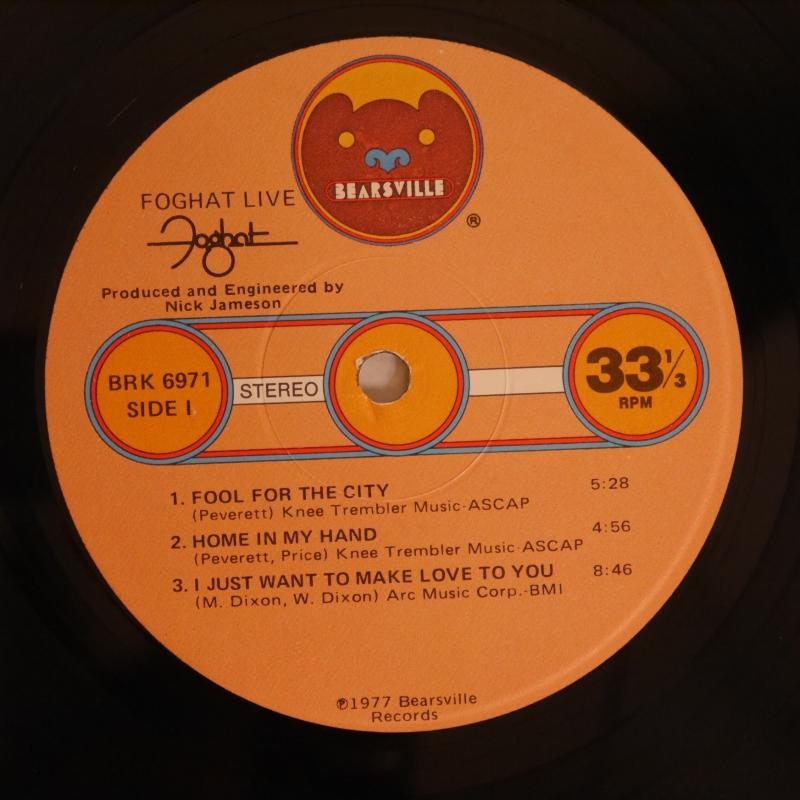 BEARSVILLE
®
FOGHAT LIVE
Foghat
Produced and Engineered by
Nick Jameson
BRK 6971
SIDE I
STEREO
33 1/3
RPM
1. FOOL FOR THE CITY 5:28
(Peverett) Knee Trembler Music-ASCAP
2. HOME IN MY HAND 4:56
(Peverett, Price) Knee Trembler Music-ASCAP
3. I JUST WANT TO MAKE LOVE TO YOU 8:46
(M. Dixon, W. Dixon) Arc Music Corp.-BMI
℗1977 Bearsville
Records